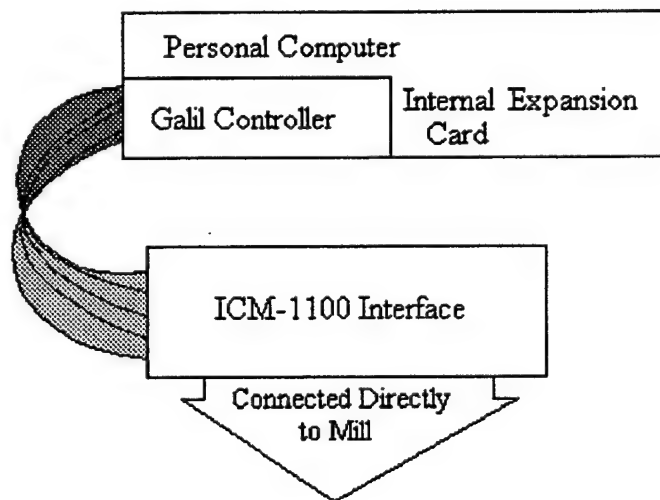 Personal Computer
Galil Controller
Internal Expansion
Card
ICM-1100 Interface
Connected Directly
to Mill